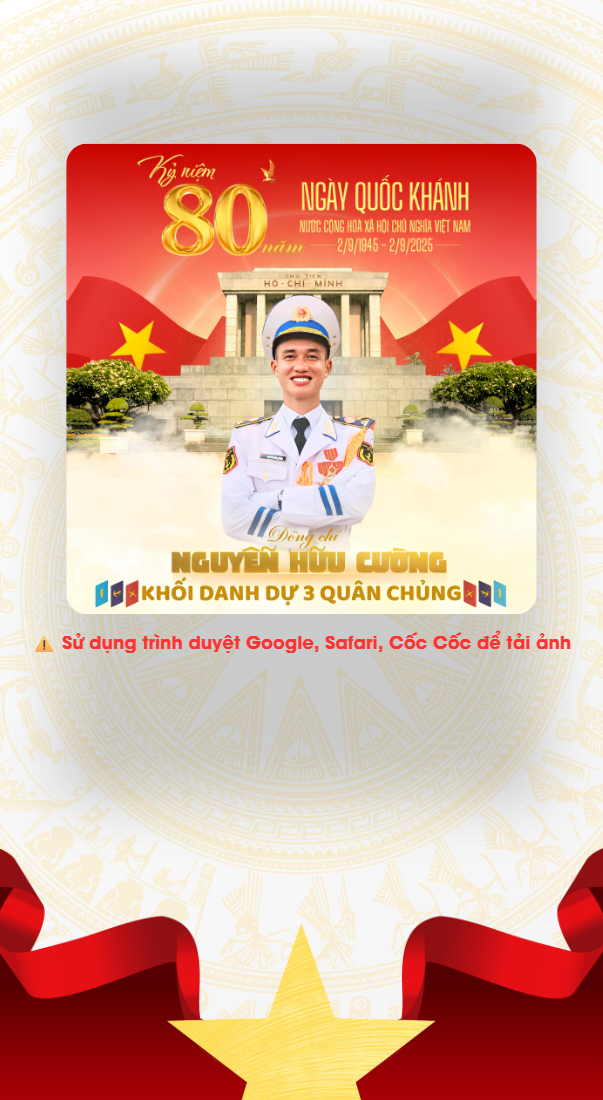 Kỷ niệm
80 năm
NGÀY QUỐC KHÁNH
NƯỚC CỘNG HOÀ XÃ HỘI CHỦ NGHĨA VIỆT NAM
2/9/1945 - 2/9/2025
CHỦ TỊCH
HỒ-CHÍ-MINH
Đồng chí
NGUYỄN HỮU CƯỜNG
KHỐI DANH DỰ 3 QUÂN CHỦNG
⚠️ Sử dụng trình duyệt Google, Safari, Cốc Cốc để tải ảnh